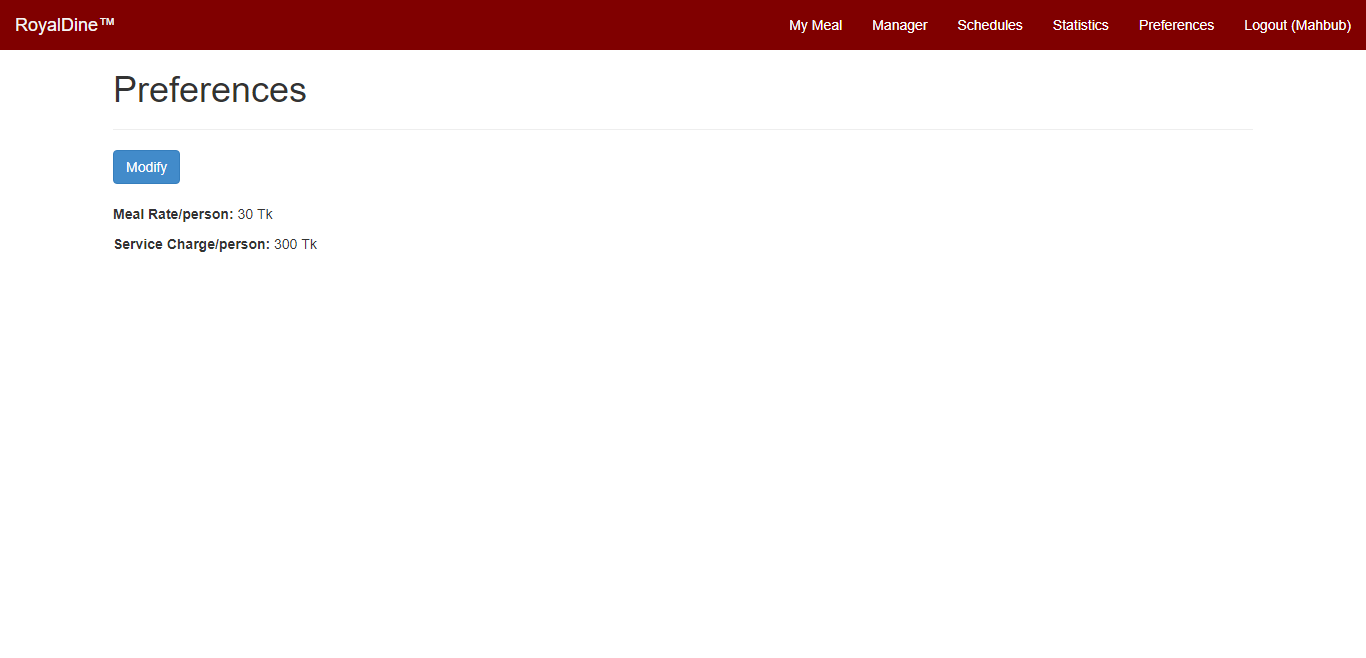 RoyalDine™ My Meal Manager Schedules Statistics Preferences Logout (Mahbub)
Preferences
Modify
Meal Rate/person: 30 Tk
Service Charge/person: 300 Tk